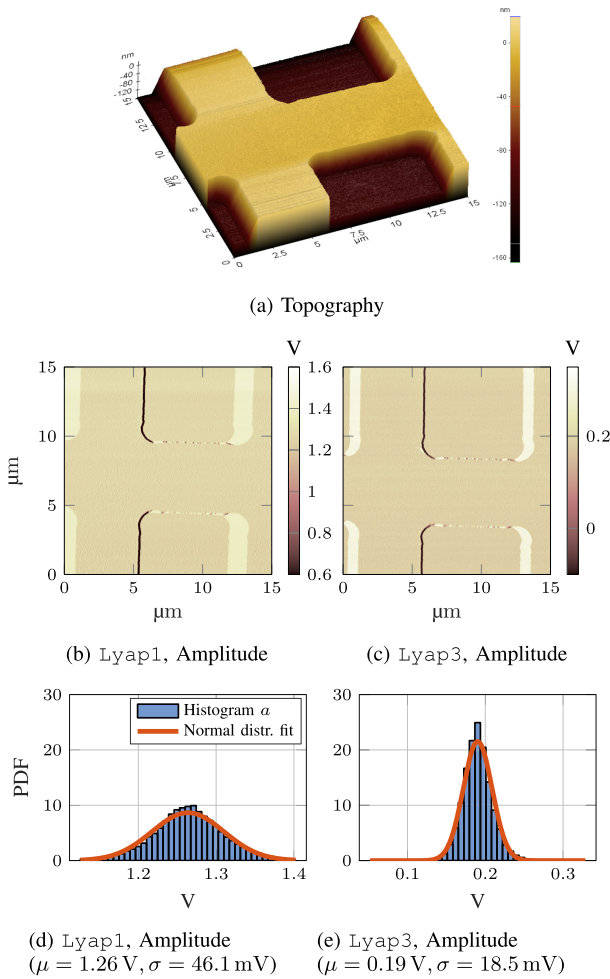 nm
0
-40
-80
-120
15
12.5
10
7.5
μm
5
2.5
0
0
2.5
5
7.5
μm
10
12.5
15
nm
0
-40
-80
-120
-160
(a) Topography
V
V
15
10
5
0
μm
0
5
10
15
μm
1.6
1.4
1.2
1
0.8
0.6
0
5
10
15
μm
0.2
0
(b) Lyap1, Amplitude
(c) Lyap3, Amplitude
30
20
10
0
PDF
Histogram a
Normal distr. fit
1.2
1.3
1.4
V
30
20
10
0
0.1
0.2
0.3
V
(d) Lyap1, Amplitude
(μ = 1.26 V, σ = 46.1 mV)
(e) Lyap3, Amplitude
(μ = 0.19 V, σ = 18.5 mV)